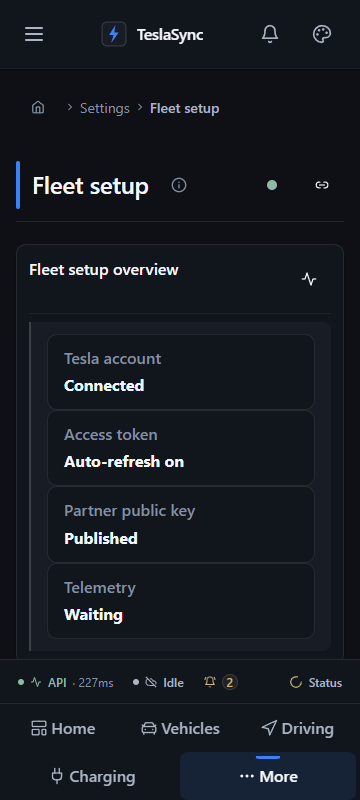 TeslaSync
Settings Fleet setup
Fleet setup
Fleet setup overview
Tesla account
Connected
Access token
Auto-refresh on
Partner public key
Published
Telemetry
Waiting
API · 227ms Idle 2 Status
Home Vehicles Driving
Charging More